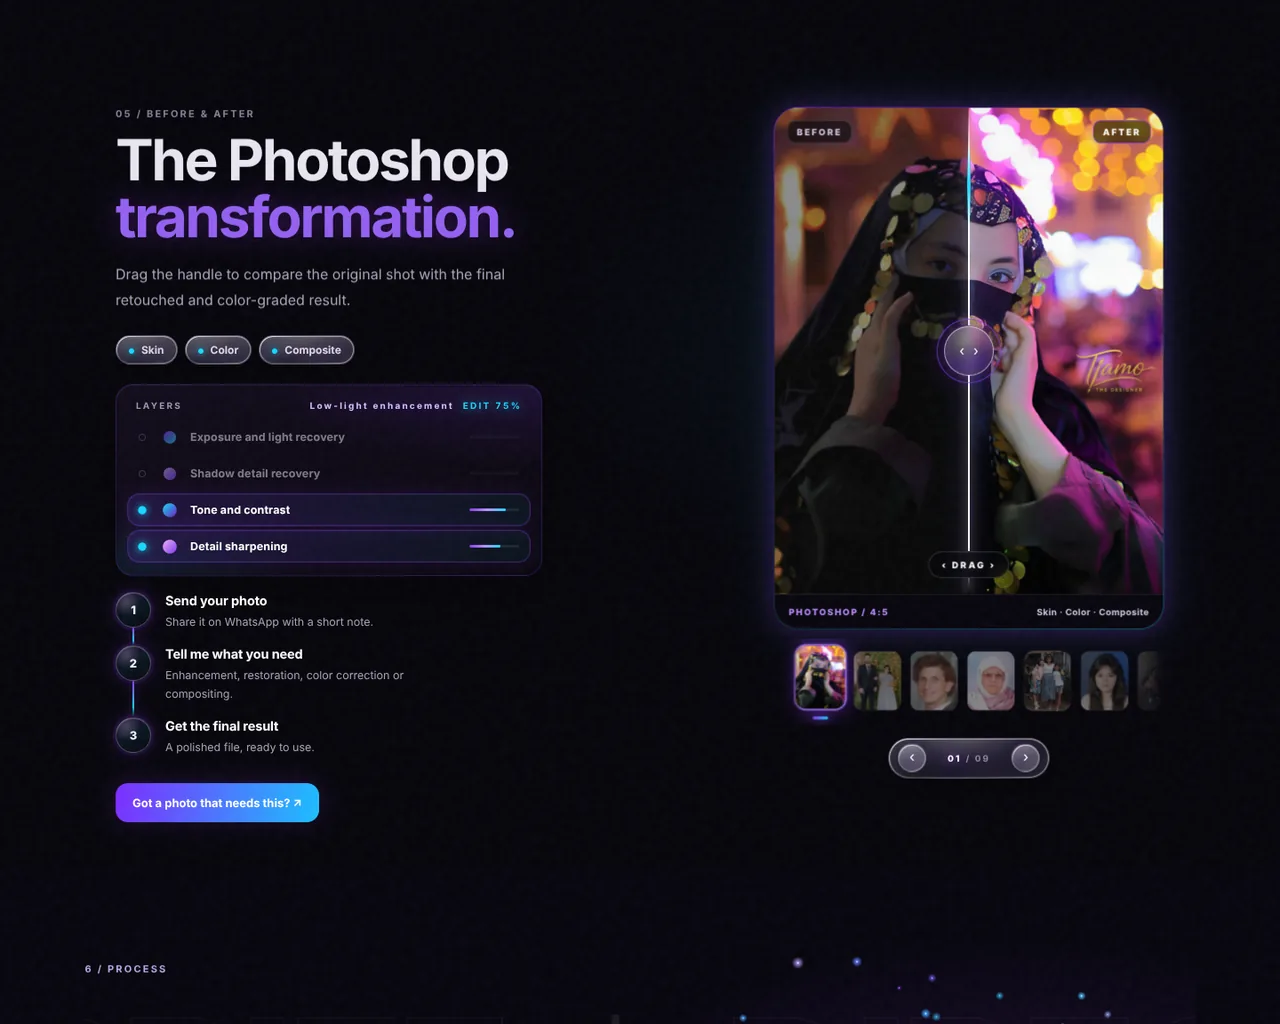 05 / BEFORE & AFTER
The Photoshop
transformation.
Drag the handle to compare the original shot with the final
retouched and color-graded result.
Skin
Color
Composite
LAYERS
Low-light enhancement EDIT 75%
Exposure and light recovery
Shadow detail recovery
Tone and contrast
Detail sharpening
1
Send your photo
Share it on WhatsApp with a short note.
2
Tell me what you need
Enhancement, restoration, color correction or
compositing.
3
Get the final result
A polished file, ready to use.
Got a photo that needs this? ↗
BEFORE
AFTER
Tjamo
THE DESIGNER
‹ DRAG ›
PHOTOSHOP / 4:5
Skin · Color · Composite
‹ 01 / 09 ›
6 / PROCESS